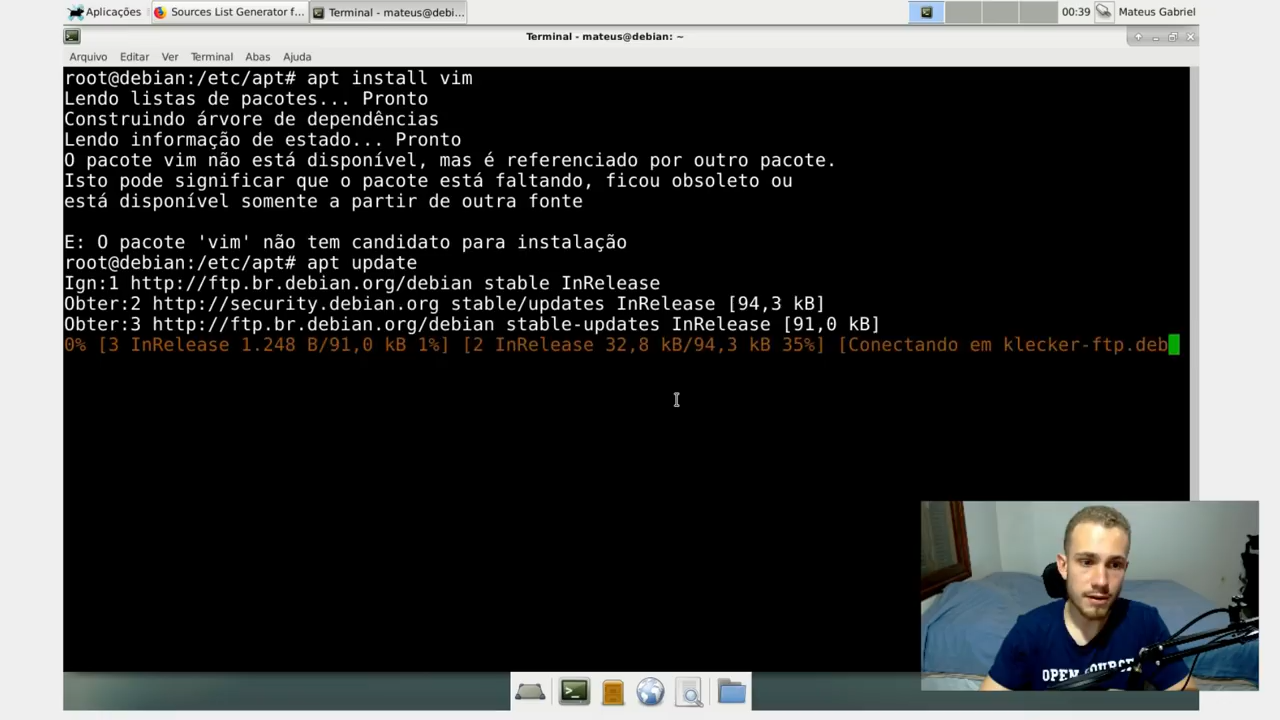 Aplicações
Sources List Generator f...
Terminal - mateus@debi...
00:39
Mateus Gabriel
Terminal - mateus@debian: ~
Arquivo Editar Ver Terminal Abas Ajuda
root@debian:/etc/apt# apt install vim
Lendo listas de pacotes... Pronto
Construindo árvore de dependências
Lendo informação de estado... Pronto
O pacote vim não está disponível, mas é referenciado por outro pacote.
Isto pode significar que o pacote está faltando, ficou obsoleto ou
está disponível somente a partir de outra fonte
E: O pacote 'vim' não tem candidato para instalação
root@debian:/etc/apt# apt update
Ign:1 http://ftp.br.debian.org/debian stable InRelease
Obter:2 http://security.debian.org stable/updates InRelease [94,3 kB]
Obter:3 http://ftp.br.debian.org/debian stable-updates InRelease [91,0 kB]
0% [3 InRelease 1.248 B/91,0 kB 1%] [2 InRelease 32,8 kB/94,3 kB 35%] [Conectando em klecker-ftp.deb
OPEN SOURCE